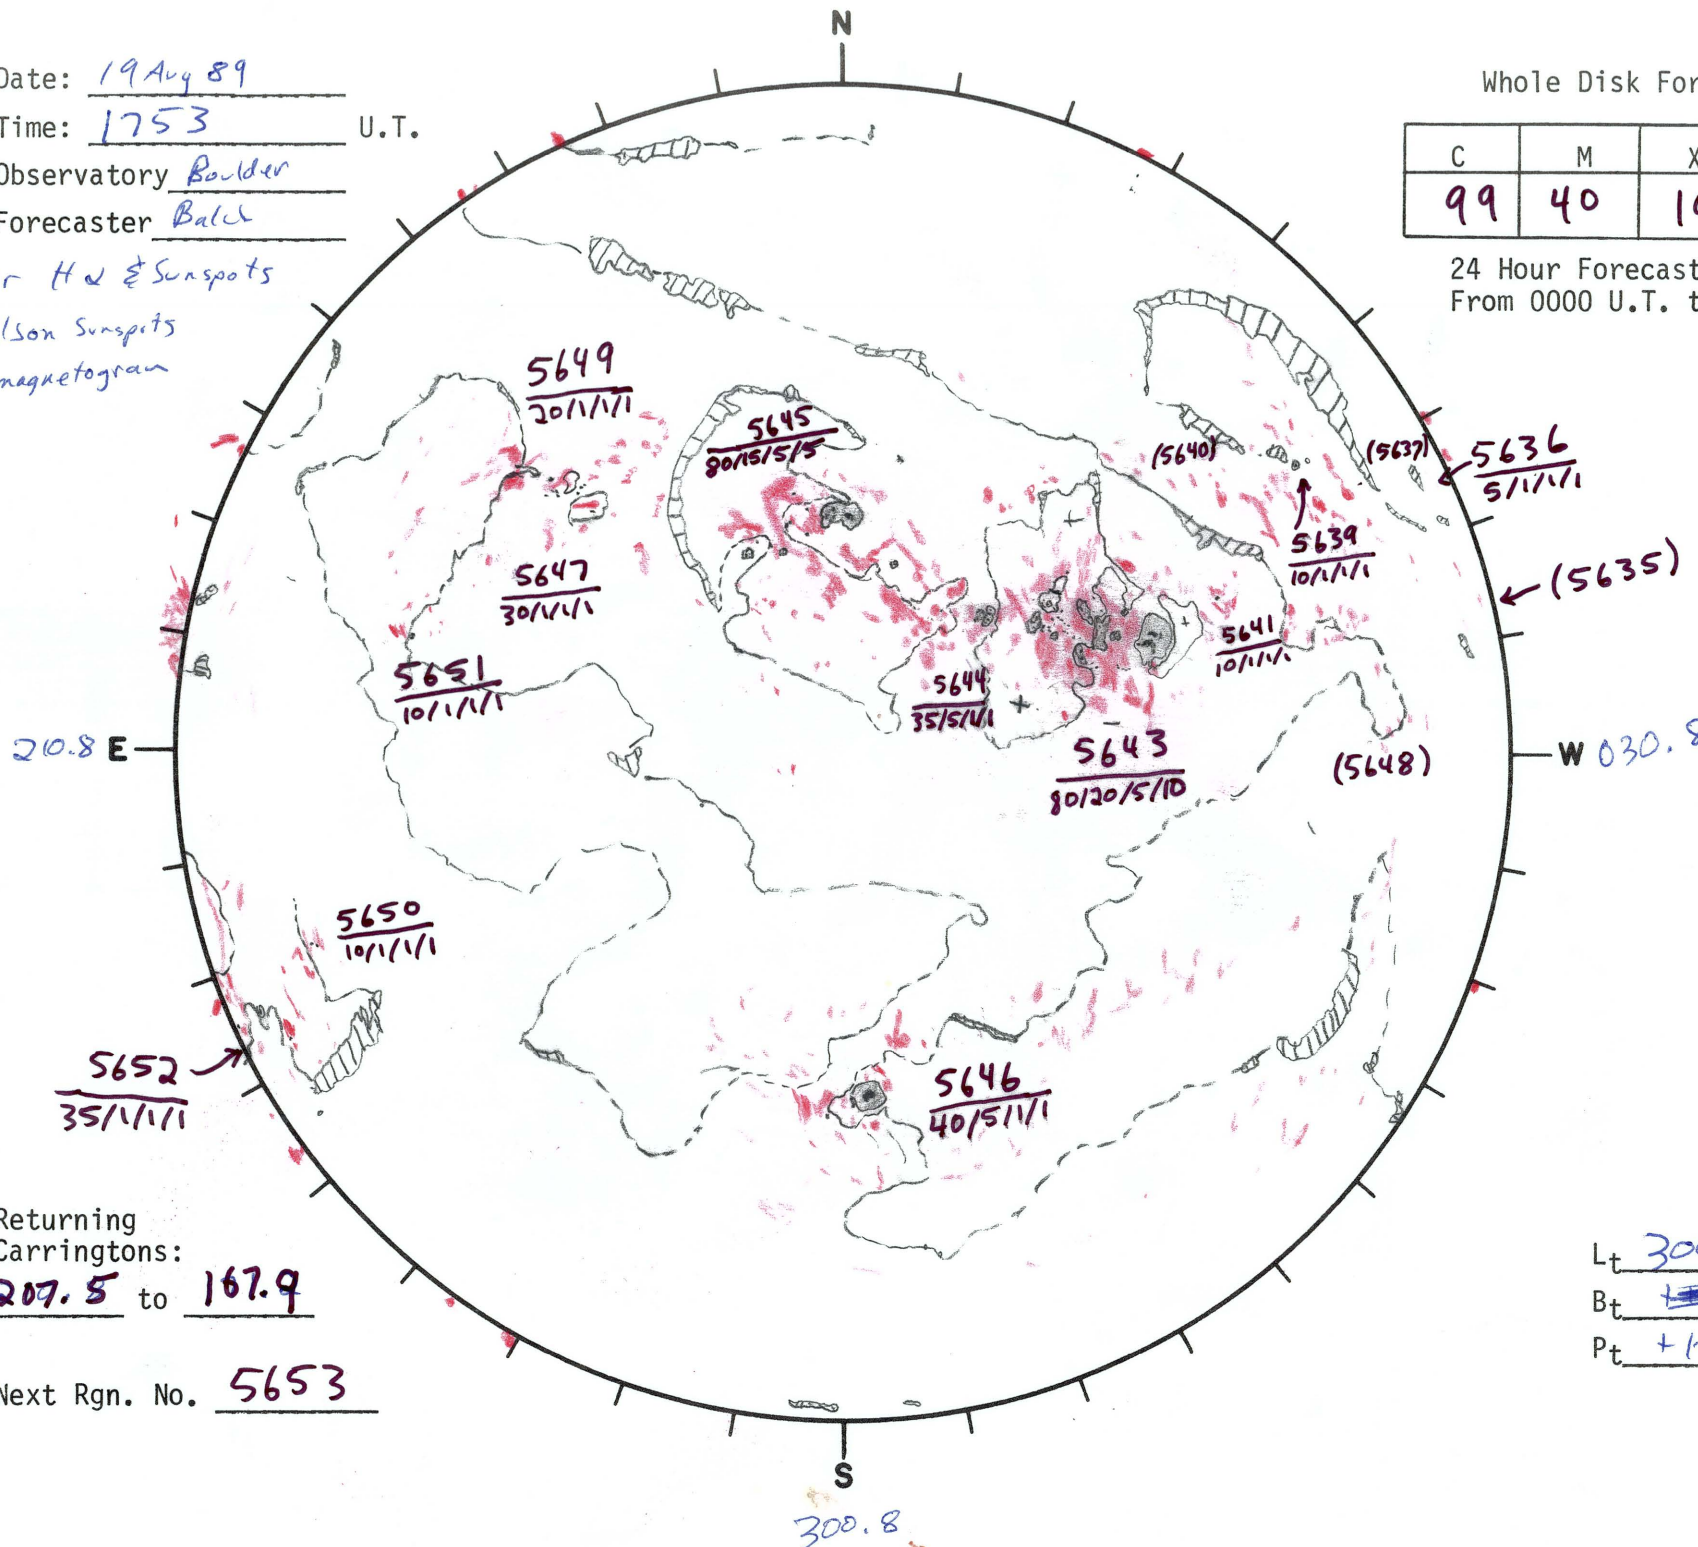 N
Date: 19 Aug 89
Time: 1753 U.T.
Observatory Boulder
Forecaster Balch
r Hα & Sunspots
lson Sunspots
magnetogram
Whole Disk For
C M X
99 40
24 Hour Forecast
From 0000 U.T. t
5649
20/1/1/1
5645
80/15/5/5
(5640)
(5637)
5636
5/1/1/1
5639
10/1/1/1
(5635)
5647
30/1/1/1
5641
10/1/1/1
5651
10/1/1/1
5644
35/5/1/1
5643
80/20/5/10
(5648)
210.8 E
W 030.8
5650
10/1/1/1
5652
35/1/1/1
5646
40/5/1/1
Returning
Carringtons:
207.5 to 167.9
Next Rgn. No. 5653
Lt 300
Bt
Pt
S
300.8